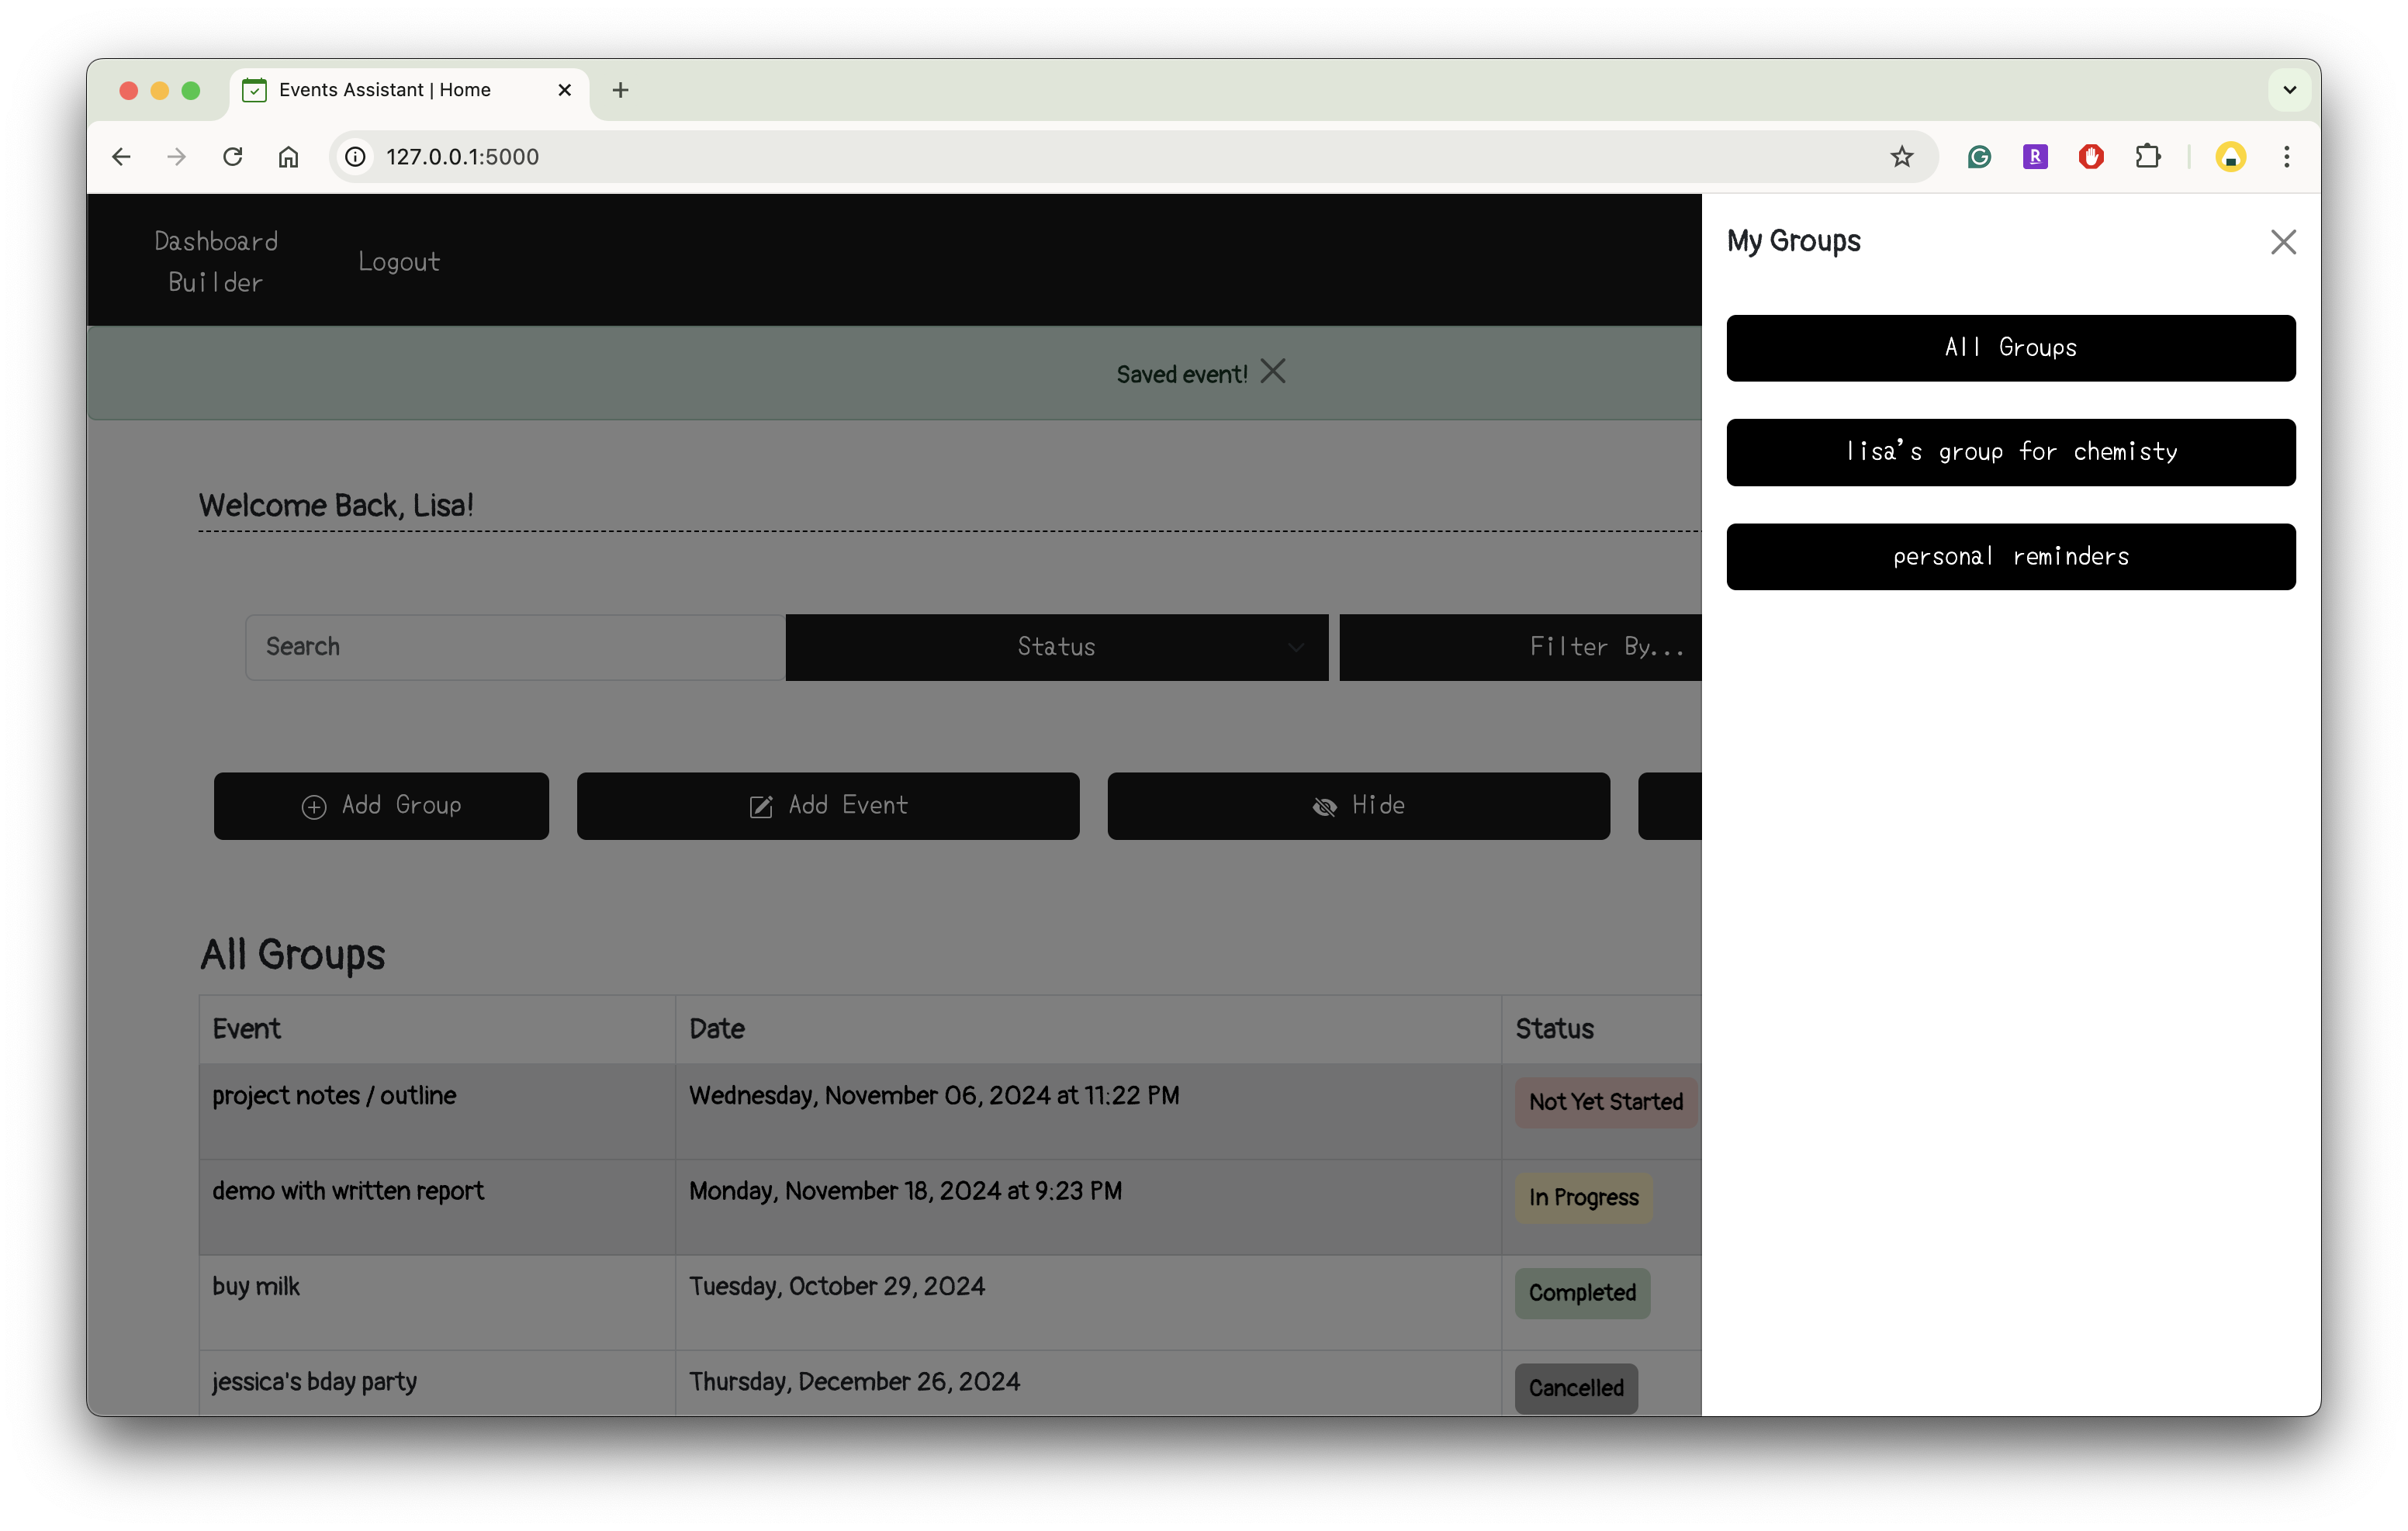 Events Assistant | Home
127.0.0.1:5000
Dashboard
Builder
Logout
Saved event!
Welcome Back, Lisa!
Search
Status
Filter By...
Add Group
Add Event
Hide
All Groups
Event Date Status
project notes / outline Wednesday, November 06, 2024 at 11:22 PM Not Yet Started
demo with written report Monday, November 18, 2024 at 9:23 PM In Progress
buy milk Tuesday, October 29, 2024 Completed
jessica's bday party Thursday, December 26, 2024 Cancelled
My Groups
All Groups
lisa's group for chemisty
personal reminders